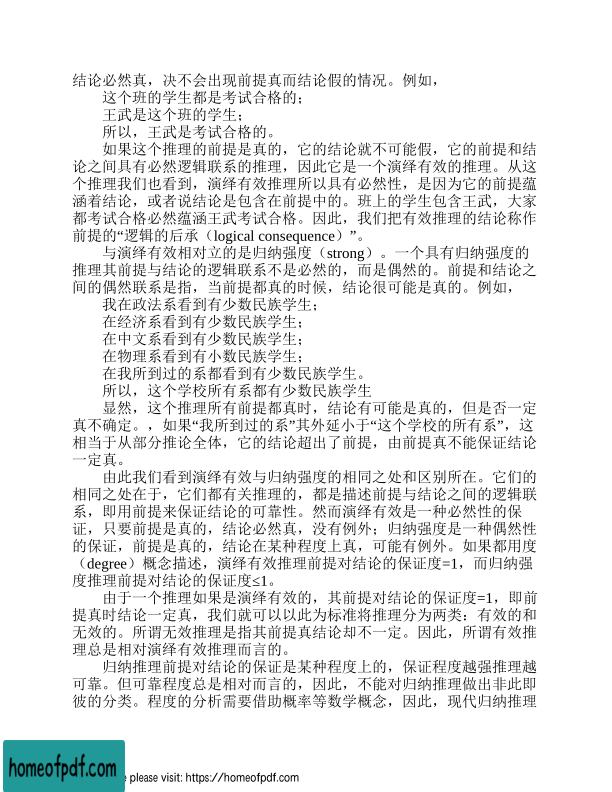 结论必然真，决不会出现前提真而结论假的情况。例如，
这个班的学生都是考试合格的；
王武是这个班的学生；
所以，王武是考试合格的。
如果这个推理的前提是真的，它的结论就不可能假，它的前提和结
论之间具有必然逻辑联系的推理，因此它是一个演绎有效的推理。从这
个推理我们也看到，演绎有效推理所以具有必然性，是因为它的前提蕴
涵着结论，或者说结论是包含在前提中的。班上的学生包含王武，大家
都考试合格必然蕴涵王武考试合格。因此，我们把有效推理的结论称作
前提的“逻辑的后承（logical consequence）”。
与演绎有效相对立的是归纳强度（strong）。一个具有归纳强度的
推理其前提与结论的逻辑联系不是必然的，而是偶然的。前提和结论之
间的偶然联系是指，当前提都真的时候，结论很可能是真的。例如，
我在政法系看到有少数民族学生；
在经济系看到有少数民族学生；
在中文系看到有少数民族学生；
在物理系看到有小数民族学生；
在我所到过的系都看到有少数民族学生。
所以，这个学校所有系都有少数民族学生
显然，这个推理所有前提都真时，结论有可能是真的，但是否一定
真不确定。，如果“我所到过的系”其外延小于“这个学校的所有系”，这
相当于从部分推论全体，它的结论超出了前提，由前提真不能保证结论
一定真。
由此我们看到演绎有效与归纳强度的相同之处和区别所在。它们的
相同之处在于，它们都有关推理的，都是描述前提与结论之间的逻辑联
系，即用前提来保证结论的可靠性。然而演绎有效是一种必然性的保
证，只要前提是真的，结论必然真，没有例外；归纳强度是一种偶然性
的保证，前提是真的，结论在某种程度上真，可能有例外。如果都用度
（degree）概念描述，演绎有效推理前提对结论的保证度=1，而归纳强
度推理前提对结论的保证度≤1。
由于一个推理如果是演绎有效的，其前提对结论的保证度=1，即前
提真时结论一定真，我们就可以以此为标准将推理分为两类：有效的和
无效的。所谓无效推理是指其前提真结论却不一定。因此，所谓有效推
理总是相对演绎有效推理而言的。
归纳推理前提对结论的保证是某种程度上的，保证程度越强推理越
可靠。但可靠程度总是相对而言的，因此，不能对归纳推理做出非此即
彼的分类。程度的分析需要借助概率等数学概念，因此，现代归纳推理
homeofpdf.com
please visit: https://homeofpdf.com